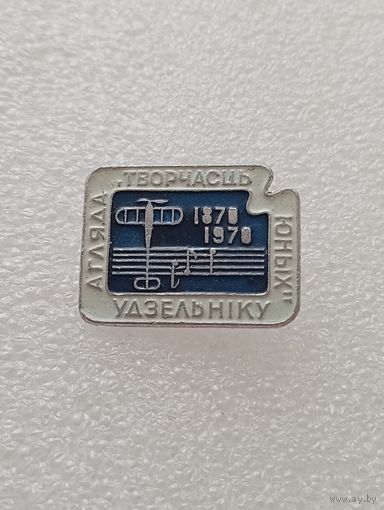 УДЗЕЛЬНІКУ
АГЛЯДА
„ТВОРЧАСЦЬ
ЮНЫХ"
1870
1970
www.ay.by